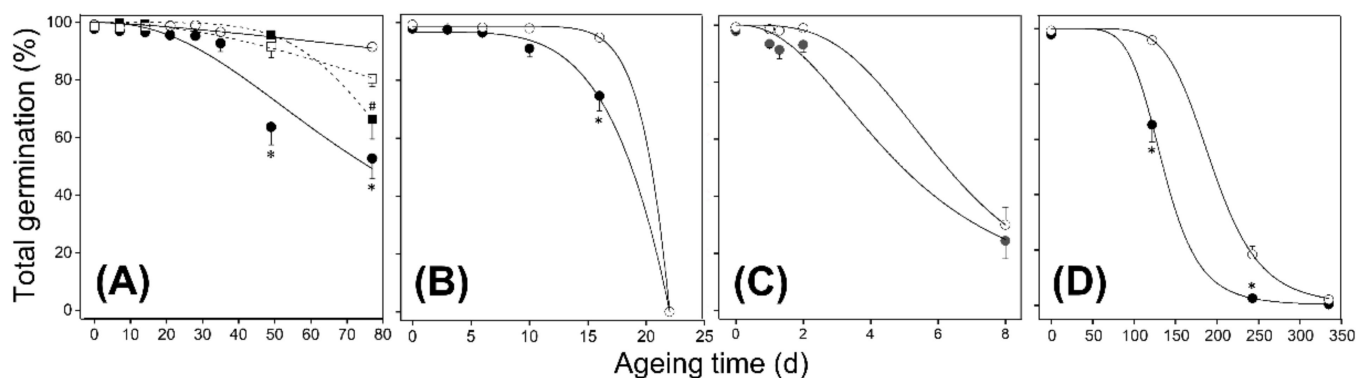 Total germination (%)
100
80
60
40
20
0
(A)
#
*
*
0 10 20 30 40 50 60 70 80
(B)
*
0 5 10 15 20 25
(C)
0 2 4 6 8
(D)
*
*
0 50 100 150 200 250 300 350
Ageing time (d)